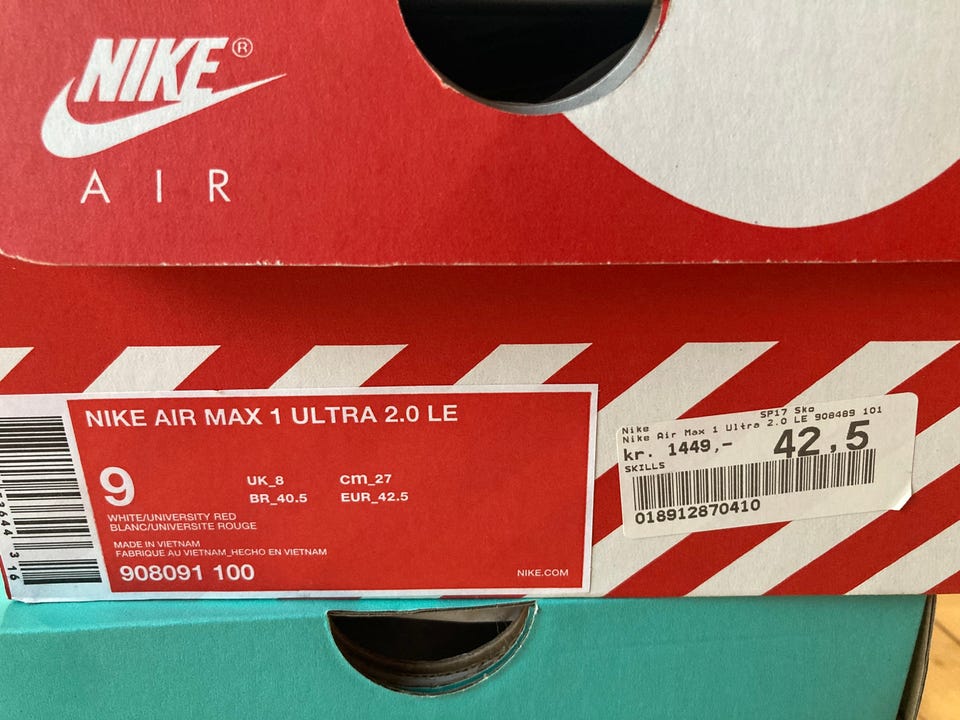 NIKE®
AIR
NIKE AIR MAX 1 ULTRA 2.0 LE
9
UK_8
cm_27
BR_40.5
EUR_42.5
WHITE/UNIVERSITY RED
BLANC/UNIVERSITE ROUGE
MADE IN VIETNAM
FABRIQUE AU VIETNAM_HECHO EN VIETNAM
908091 100
NIKE.COM
SP17 Sko
Nike
Nike Air Max 1 Ultra 2.0 LE 908489 101
kr. 1449,-
42,5
SKILLS
018912870410